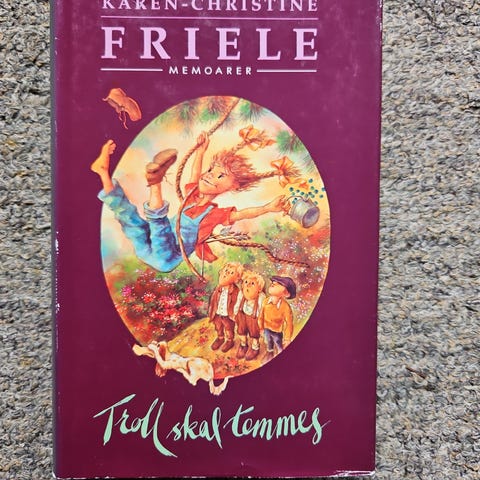 KAREN-CHRISTINE
FRIELE
MEMOARER
Troll skal temmes